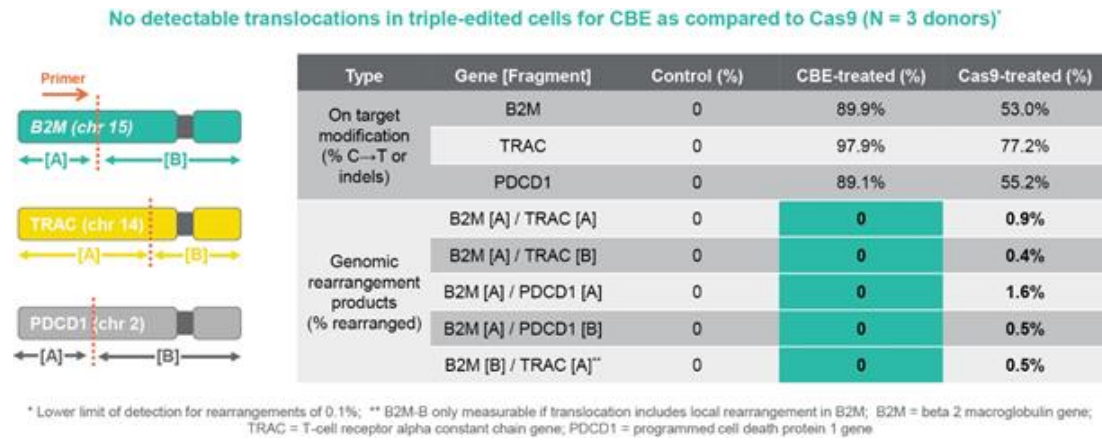 No detectable translocations in triple-edited cells for CBE as compared to Cas9 (N = 3 donors)*
Primer
B2M (chr 15)
[A] [B]
TRAC (chr 14)
[A] [B]
PDCD1 (chr 2)
[A] [B]
Type Gene [Fragment] Control (%) CBE-treated (%) Cas9-treated (%)
On target modification (% C→T or indels)
B2M 0 89.9% 53.0%
TRAC 0 97.9% 77.2%
PDCD1 0 89.1% 55.2%
Genomic rearrangement products (% rearranged)
B2M [A] / TRAC [A] 0 0 0.9%
B2M [A] / TRAC [B] 0 0 0.4%
B2M [A] / PDCD1 [A] 0 0 1.6%
B2M [A] / PDCD1 [B] 0 0 0.5%
B2M [B] / TRAC [A]** 0 0 0.5%
* Lower limit of detection for rearrangements of 0.1%; ** B2M-B only measurable if translocation includes local rearrangement in B2M; B2M = beta 2 macroglobulin gene;
TRAC = T-cell receptor alpha constant chain gene; PDCD1 = programmed cell death protein 1 gene